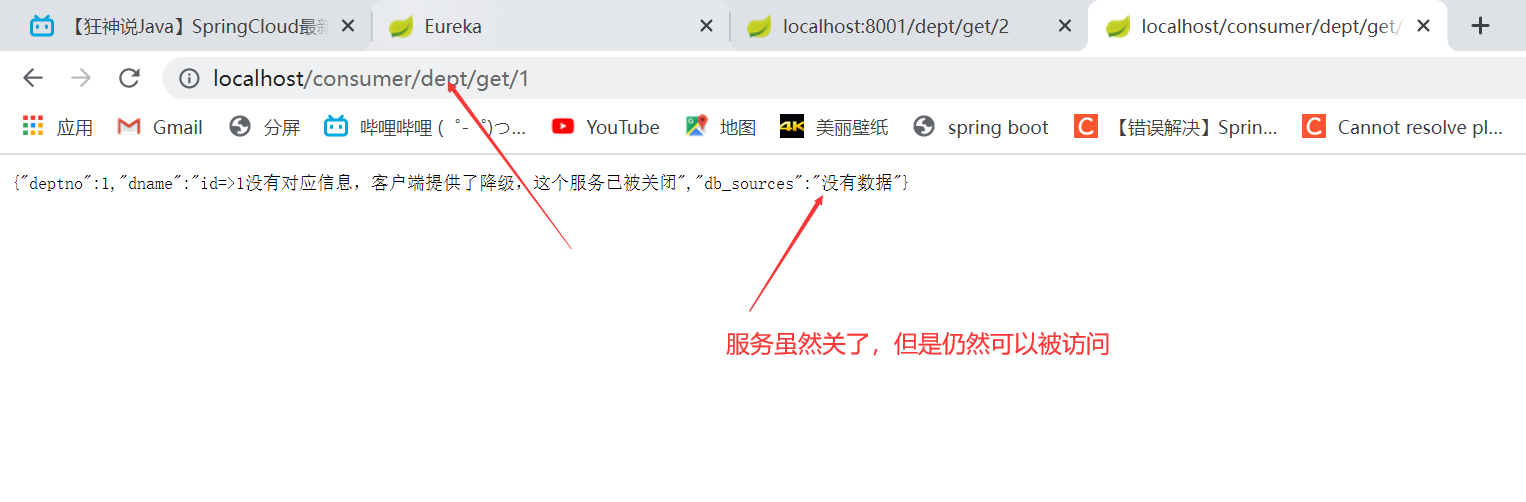 【狂神说Java】SpringCloud最新
Eureka
localhost:8001/dept/get/2
localhost/consumer/dept/get/
localhost/consumer/dept/get/1
应用
Gmail
分屏
哔哩哔哩 ( ゜- ゜)つ...
YouTube
地图
4K
美丽壁纸
spring boot
C
【错误解决】Sprin...
C
Cannot resolve pl...
{"deptno":1,"dname":"id=>1没有对应信息，客户端提供了降级，这个服务已被关闭","db_sources":"没有数据"}
服务虽然关了，但是仍然可以被访问